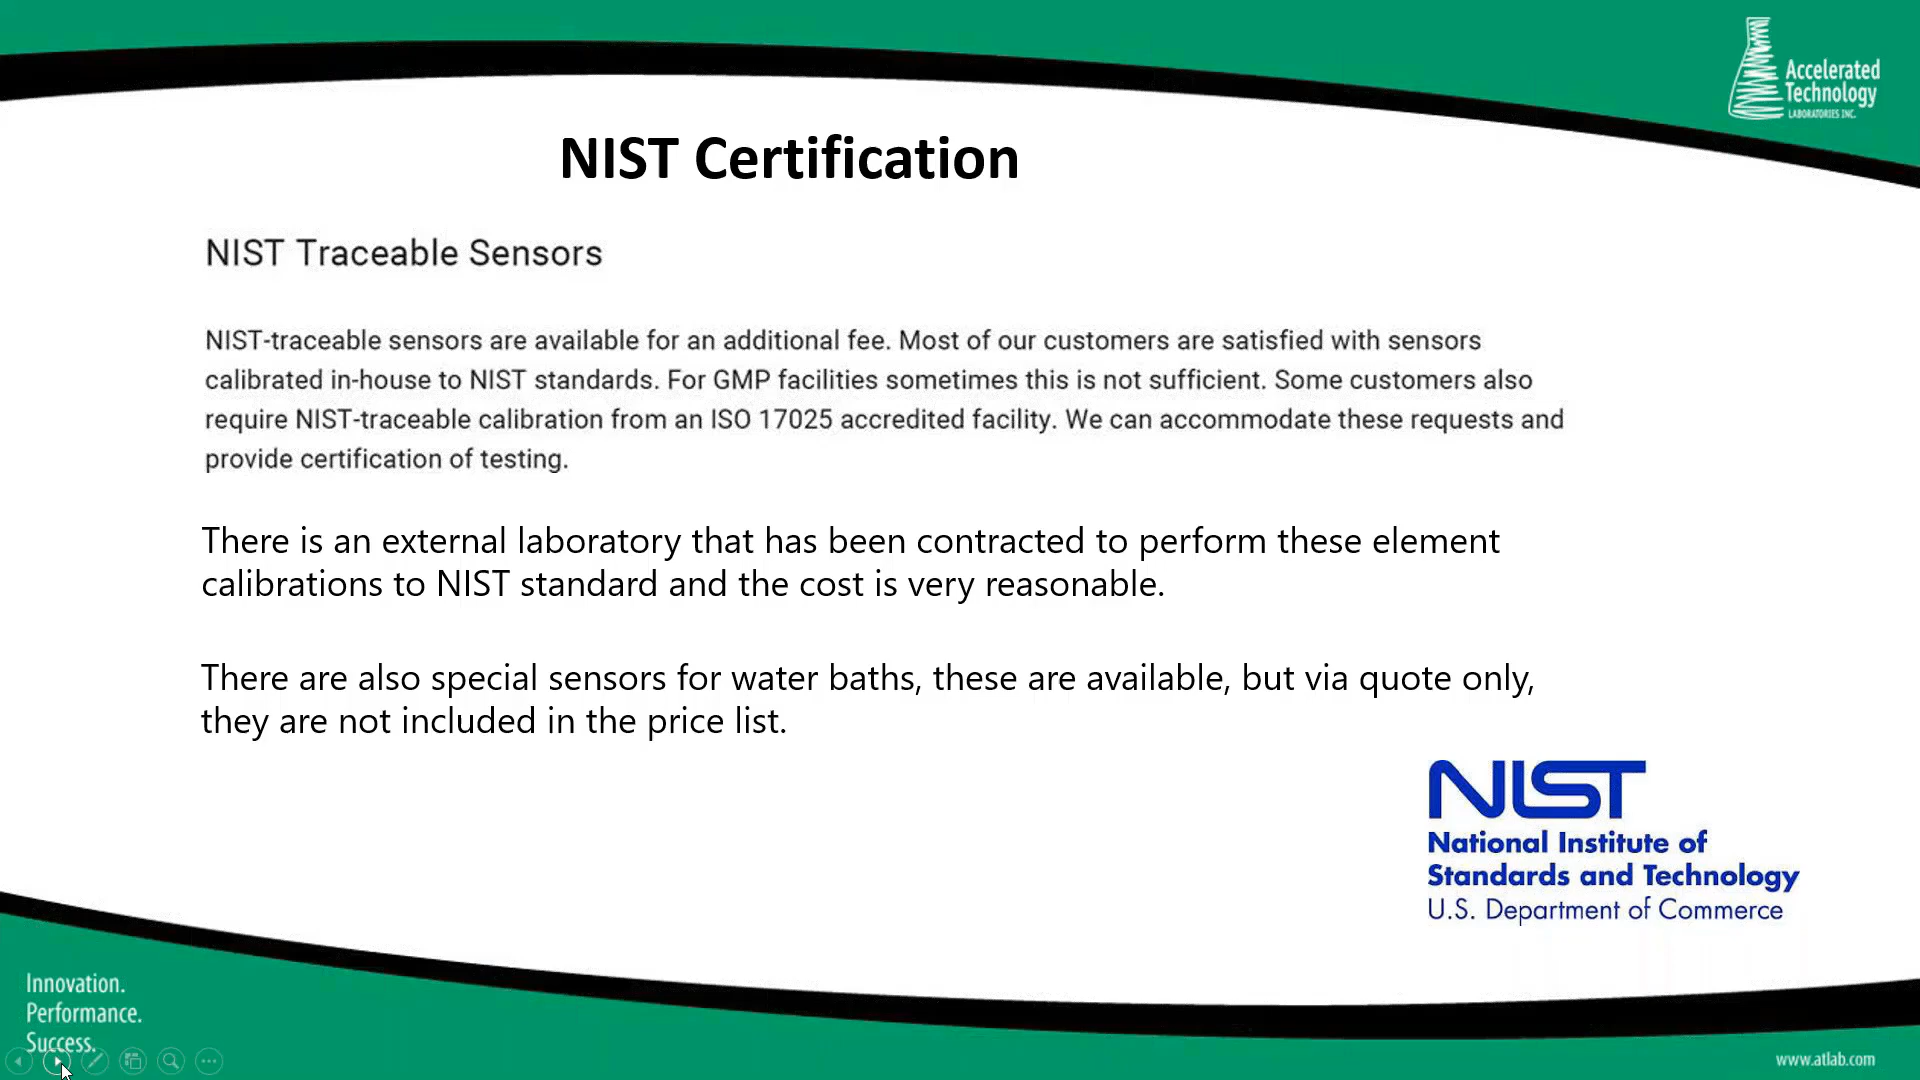 Accelerated
Technology
LABORATORIES INC.
NIST Certification
NIST Traceable Sensors
NIST-traceable sensors are available for an additional fee. Most of our customers are satisfied with sensors
calibrated in-house to NIST standards. For GMP facilities sometimes this is not sufficient. Some customers also
require NIST-traceable calibration from an ISO 17025 accredited facility. We can accommodate these requests and
provide certification of testing.
There is an external laboratory that has been contracted to perform these element
calibrations to NIST standard and the cost is very reasonable.
There are also special sensors for water baths, these are available, but via quote only,
they are not included in the price list.
NIST
National Institute of
Standards and Technology
U.S. Department of Commerce
Innovation.
Performance.
Success.
www.atlab.com